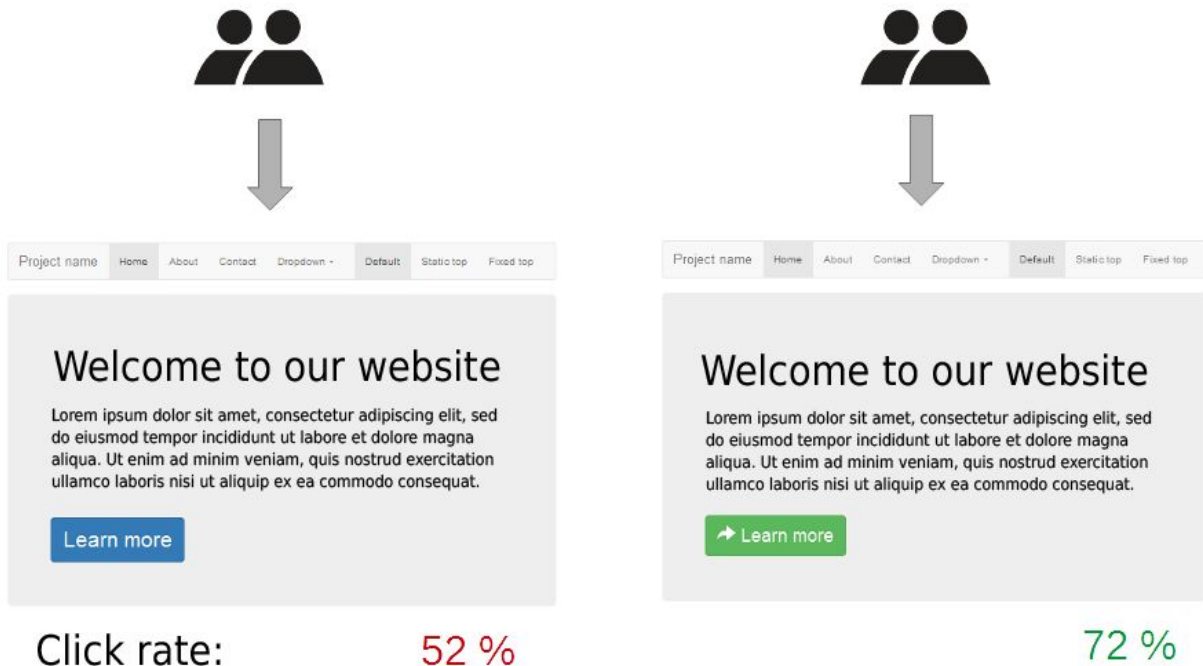 Project name Home About Contact Dropdown Default Static top Fixed top
Welcome to our website
Lorem ipsum dolor sit amet, consectetur adipiscing elit, sed
do eiusmod tempor incididunt ut labore et dolore magna
aliqua. Ut enim ad minim veniam, quis nostrud exercitation
ullamco laboris nisi ut aliquip ex ea commodo consequat.
Learn more
Project name Home About Contact Dropdown Default Static top Fixed top
Welcome to our website
Lorem ipsum dolor sit amet, consectetur adipiscing elit, sed
do eiusmod tempor incididunt ut labore et dolore magna
aliqua. Ut enim ad minim veniam, quis nostrud exercitation
ullamco laboris nisi ut aliquip ex ea commodo consequat.
Learn more
Click rate: 52 % 72 %